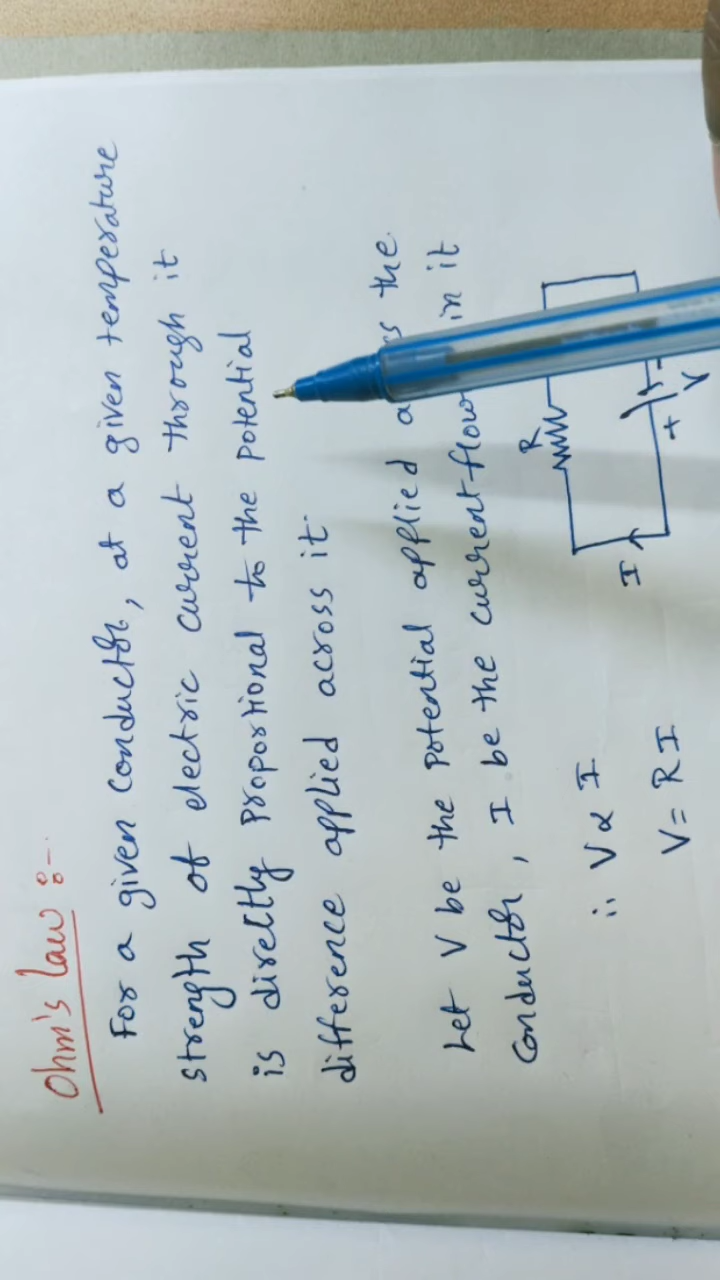 Ohm's law :-
For a given conductor, at a given temperature
strength of electric current through it
is directly proportional to the potential
difference applied across it.
Let V be the potential applied the
conductor, I be the current in it
∴ V ∝ I
V = RI
R
I
+ -
V